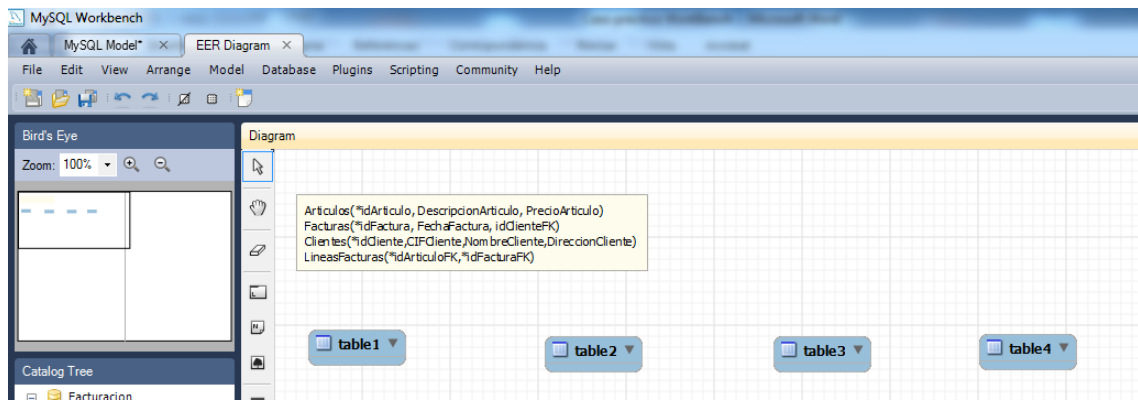 MySQL Workbench
MySQL Model* × EER Diagram ×
File Edit View Arrange Model Database Plugins Scripting Community Help
Bird's Eye
Diagram
Zoom: 100%
Articulos(*idArticulo, DescripcionArticulo, PrecioArticulo)
Facturas(*idFactura, FechaFactura, idClienteFK)
Clientes(*idCliente,CIFCliente,NombreCliente,DireccionCliente)
LineasFacturas(*idArticuloFK,*idFacturaFK)
table1 table2 table3 table4
Catalog Tree
Facturacion